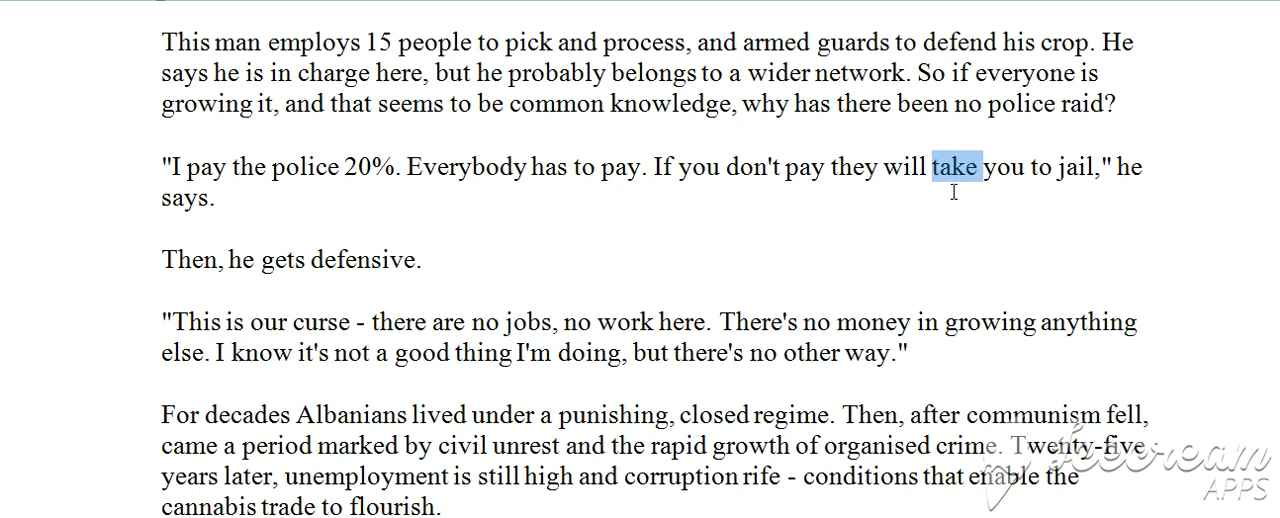 This man employs 15 people to pick and process, and armed guards to defend his crop. He
says he is in charge here, but he probably belongs to a wider network. So if everyone is
growing it, and that seems to be common knowledge, why has there been no police raid?
"I pay the police 20%. Everybody has to pay. If you don't pay they will take you to jail," he
says.
Then, he gets defensive.
"This is our curse - there are no jobs, no work here. There's no money in growing anything
else. I know it's not a good thing I'm doing, but there's no other way."
For decades Albanians lived under a punishing, closed regime. Then, after communism fell,
came a period marked by civil unrest and the rapid growth of organised crime. Twenty-five
years later, unemployment is still high and corruption rife - conditions that enable the
cannabis trade to flourish.
Icecream
APPS